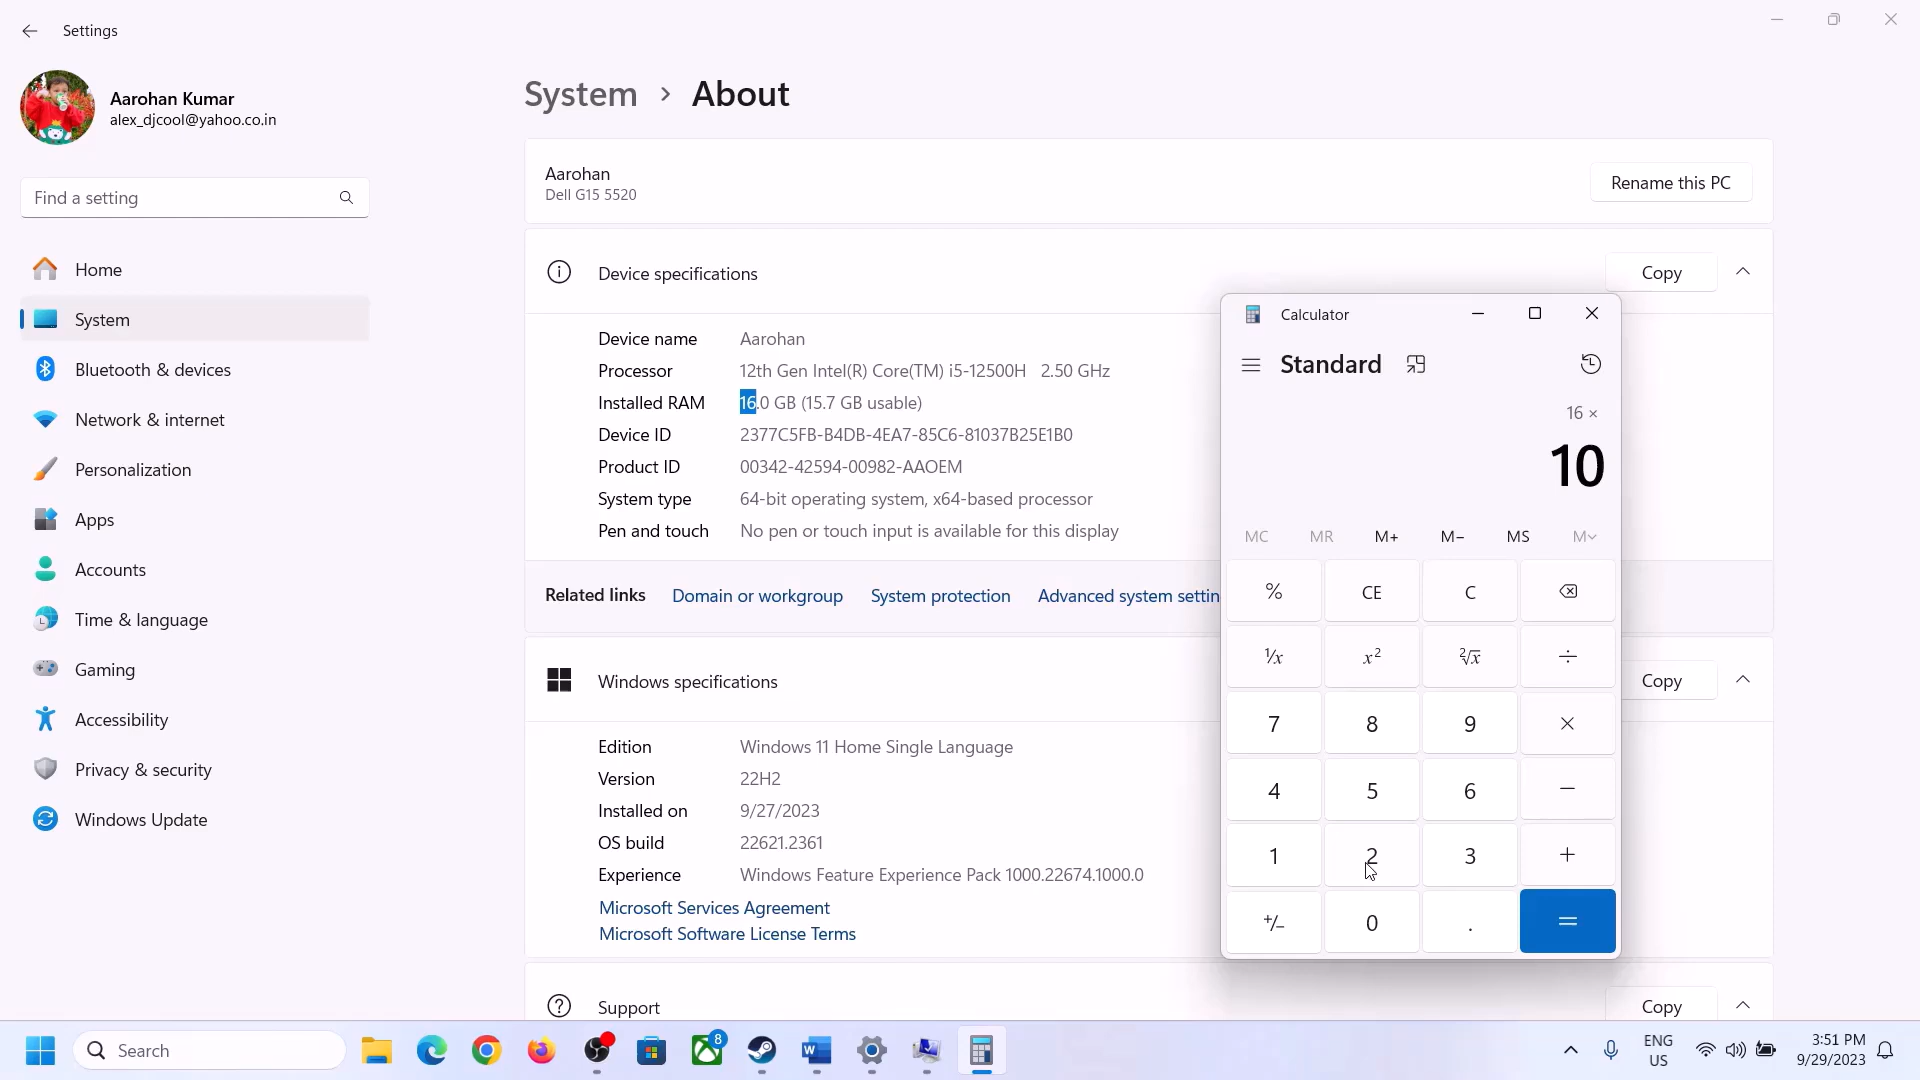 Settings
Aarohan Kumar
alex_djcool@yahoo.co.in
Find a setting
Home
System
Bluetooth & devices
Network & internet
Personalization
Apps
Accounts
Time & language
Gaming
Accessibility
Privacy & security
Windows Update
System > About
Aarohan
Dell G15 5520
Rename this PC
Device specifications
Copy
Device name Aarohan
Processor 12th Gen Intel(R) Core(TM) i5-12500H 2.50 GHz
Installed RAM 16.0 GB (15.7 GB usable)
Device ID 2377C5FB-B4DB-4EA7-85C6-81037B25E1B0
Product ID 00342-42594-00982-AAOEM
System type 64-bit operating system, x64-based processor
Pen and touch No pen or touch input is available for this display
Related links Domain or workgroup System protection Advanced system settin
Windows specifications
Copy
Edition Windows 11 Home Single Language
Version 22H2
Installed on 9/27/2023
OS build 22621.2361
Experience Windows Feature Experience Pack 1000.22674.1000.0
Microsoft Services Agreement
Microsoft Software License Terms
Support
Copy
Calculator
Standard
16 ×
10
MC MR M+ M− MS M
% CE C
¹/x x² ²√x ÷
7 8 9 ×
4 5 6 −
1 2 3 +
+/− 0 . =
Search
8
ENG
US
3:51 PM
9/29/2023